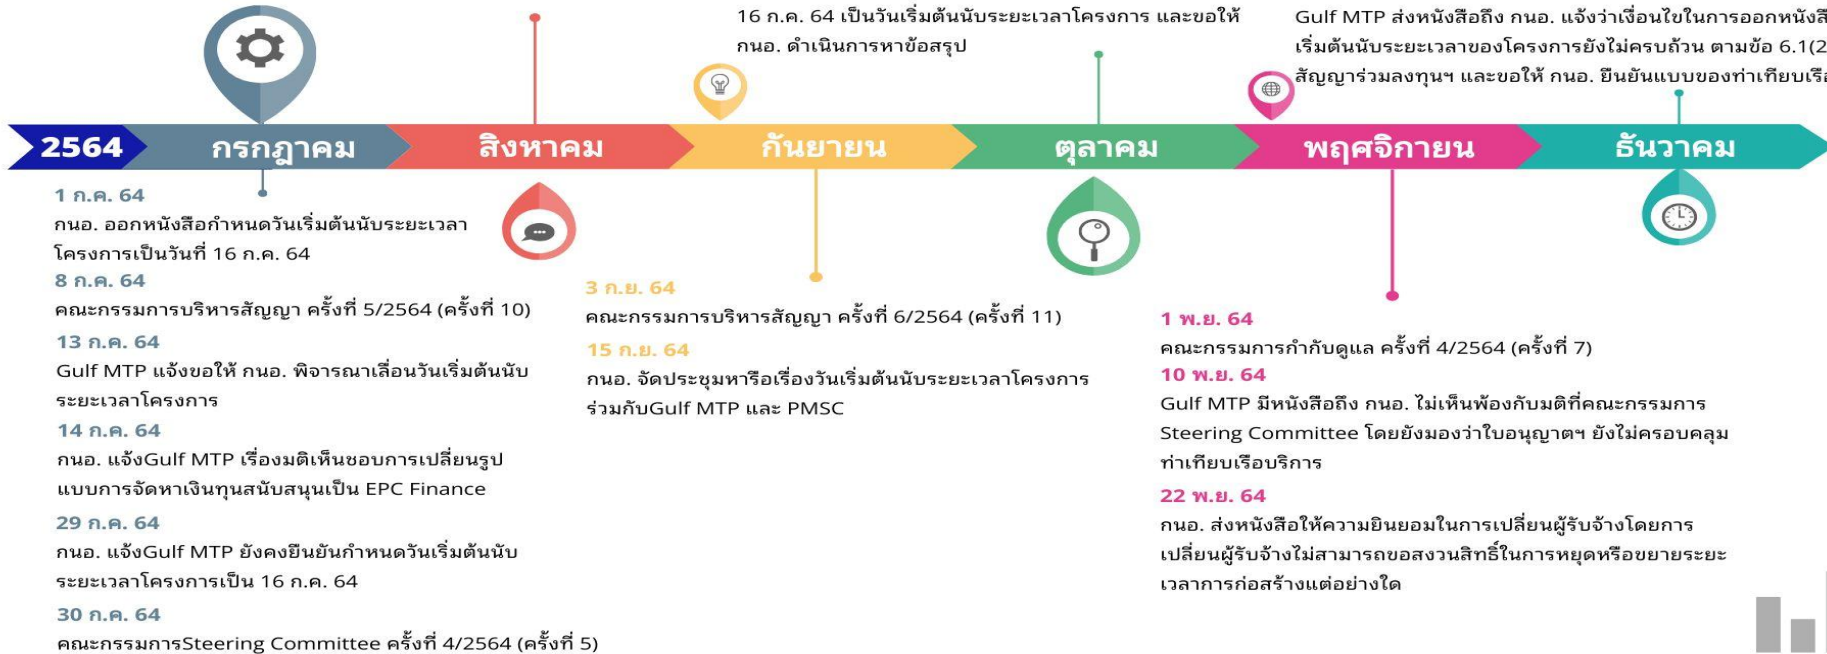 16 ก.ค. 64 เป็นวันเริ่มต้นนับระยะเวลาโครงการ และขอให้
กนอ. ดำเนินการหาข้อสรุป
Gulf MTP ส่งหนังสือถึง กนอ. แจ้งว่าเงื่อนไขในการออกหนังสื
เริ่มต้นนับระยะเวลาของโครงการยังไม่ครบถ้วน ตามข้อ 6.1(2
สัญญาร่วมลงทุนฯ และขอให้ กนอ. ยืนยันแบบของท่าเทียบเรือ
2564
กรกฎาคม
สิงหาคม
กันยายน
ตุลาคม
พฤศจิกายน
ธันวาคม
1 ก.ค. 64
กนอ. ออกหนังสือกำหนดวันเริ่มต้นนับระยะเวลา
โครงการเป็นวันที่ 16 ก.ค. 64
8 ก.ค. 64
คณะกรรมการบริหารสัญญา ครั้งที่ 5/2564 (ครั้งที่ 10)
13 ก.ค. 64
Gulf MTP แจ้งขอให้ กนอ. พิจารณาเลื่อนวันเริ่มต้นนับ
ระยะเวลาโครงการ
14 ก.ค. 64
กนอ. แจ้งGulf MTP เรื่องมติเห็นชอบการเปลี่ยนรูป
แบบการจัดหาเงินทุนสนับสนุนเป็น EPC Finance
29 ก.ค. 64
กนอ. แจ้งGulf MTP ยังคงยืนยันกำหนดวันเริ่มต้นนับ
ระยะเวลาโครงการเป็น 16 ก.ค. 64
30 ก.ค. 64
คณะกรรมการSteering Committee ครั้งที่ 4/2564 (ครั้งที่ 5)
3 ก.ย. 64
คณะกรรมการบริหารสัญญา ครั้งที่ 6/2564 (ครั้งที่ 11)
15 ก.ย. 64
กนอ. จัดประชุมหารือเรื่องวันเริ่มต้นนับระยะเวลาโครงการ
ร่วมกับGulf MTP และ PMSC
1 พ.ย. 64
คณะกรรมการกำกับดูแล ครั้งที่ 4/2564 (ครั้งที่ 7)
10 พ.ย. 64
Gulf MTP มีหนังสือถึง กนอ. ไม่เห็นพ้องกับมติที่คณะกรรมการ
Steering Committee โดยยังมองว่าใบอนุญาตฯ ยังไม่ครอบคลุม
ท่าเทียบเรือบริการ
22 พ.ย. 64
กนอ. ส่งหนังสือให้ความยินยอมในการเปลี่ยนผู้รับจ้างโดยการ
เปลี่ยนผู้รับจ้างไม่สามารถขอสงวนสิทธิ์ในการหยุดหรือขยายระยะ
เวลาการก่อสร้างแต่อย่างใด